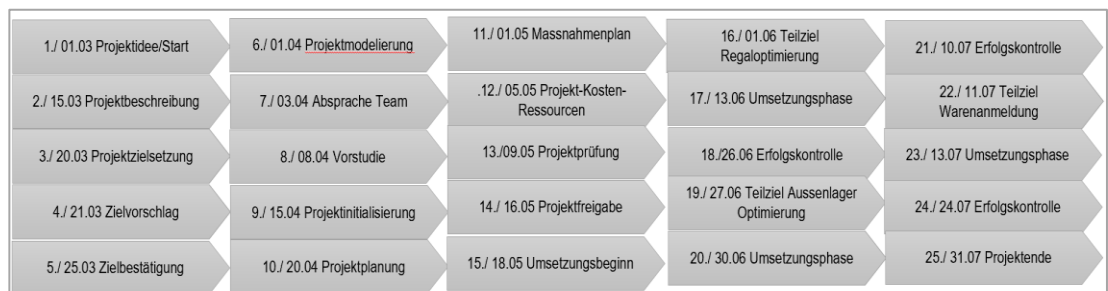 1./ 01.03 Projektidee/Start
2./ 15.03 Projektbeschreibung
3./ 20.03 Projektzielsetzung
4./ 21.03 Zielvorschlag
5./ 25.03 Zielbestätigung
6./ 01.04 Projektmodelierung
7./ 03.04 Absprache Team
8./ 08.04 Vorstudie
9./ 15.04 Projektinitialisierung
10./ 20.04 Projektplanung
11./ 01.05 Massnahmenplan
.12./ 05.05 Projekt-Kosten-
Ressourcen
13./09.05 Projektprüfung
14./ 16.05 Projektfreigabe
15./ 18.05 Umsetzungsbeginn
16./ 01.06 Teilziel
Regaloptimierung
17./ 13.06 Umsetzungsphase
18./26.06 Erfolgskontrolle
19./ 27.06 Teilziel Aussenlager
Optimierung
20./ 30.06 Umsetzungsphase
21./ 10.07 Erfolgskontrolle
22./ 11.07 Teilziel
Warenanmeldung
23./ 13.07 Umsetzungsphase
24./ 24.07 Erfolgskontrolle
25./ 31.07 Projektende